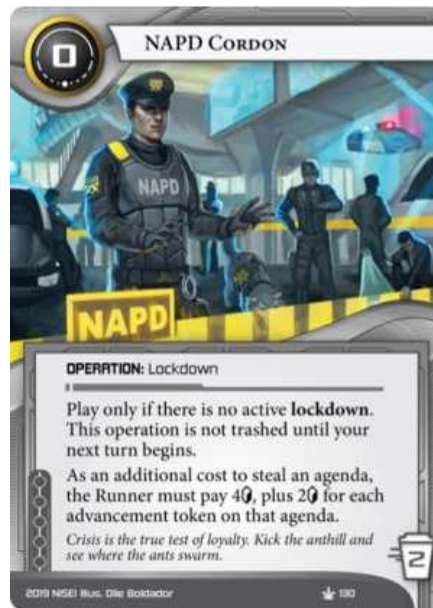 0
NAPD CORDON
NAPD
NAPD
OPERATION: Lockdown
Play only if there is no active lockdown.
This operation is not trashed until your
next turn begins.
As an additional cost to steal an agenda,
the Runner must pay 4, plus 2 for each
advancement token on that agenda.
Crisis is the true test of loyalty. Kick the anthill and
see where the ants swarm.
2
2019 NISEI Illus. Olie Boldador
130